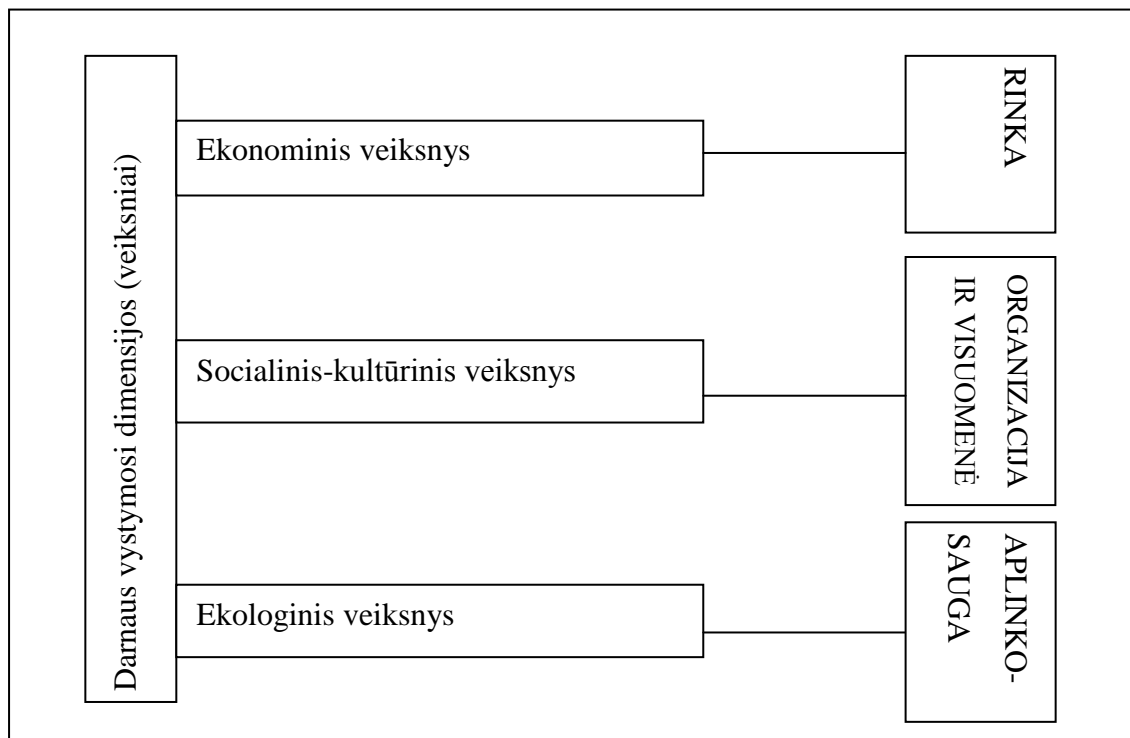 Darnaus vystymosi dimensijos (veiksniai)
Ekonominis veiksnys
RINKA
Socialinis-kultūrinis veiksnys
ORGANIZACIJA
IR VISUOMENĖ
Ekologinis veiksnys
APLINKO-
SAUGA